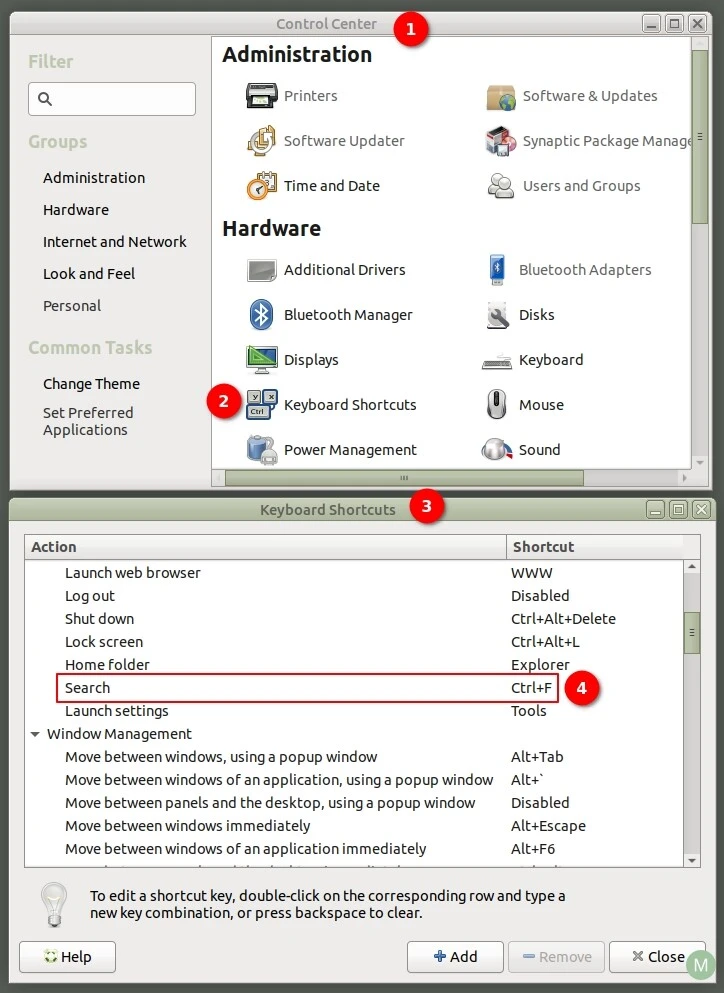 Control Center
1
Filter
Groups
Administration
Hardware
Internet and Network
Look and Feel
Personal
Common Tasks
Change Theme
Set Preferred
Applications
Administration
Printers
Software & Updates
Software Updater
Synaptic Package Manage
Time and Date
Users and Groups
Hardware
Additional Drivers
Bluetooth Adapters
Bluetooth Manager
Disks
Displays
Keyboard
2
Y X
Ctrl
Keyboard Shortcuts
Mouse
Power Management
Sound
Keyboard Shortcuts
3
Action Shortcut
Launch web browser WWW
Log out Disabled
Shut down Ctrl+Alt+Delete
Lock screen Ctrl+Alt+L
Home folder Explorer
Search Ctrl+F 4
Launch settings Tools
Window Management
Move between windows, using a popup window Alt+Tab
Move between windows of an application, using a popup window Alt+`
Move between panels and the desktop, using a popup window Disabled
Move between windows immediately Alt+Escape
Move between windows of an application immediately Alt+F6
To edit a shortcut key, double-click on the corresponding row and type a
new key combination, or press backspace to clear.
Help
Add
Remove
Close
M